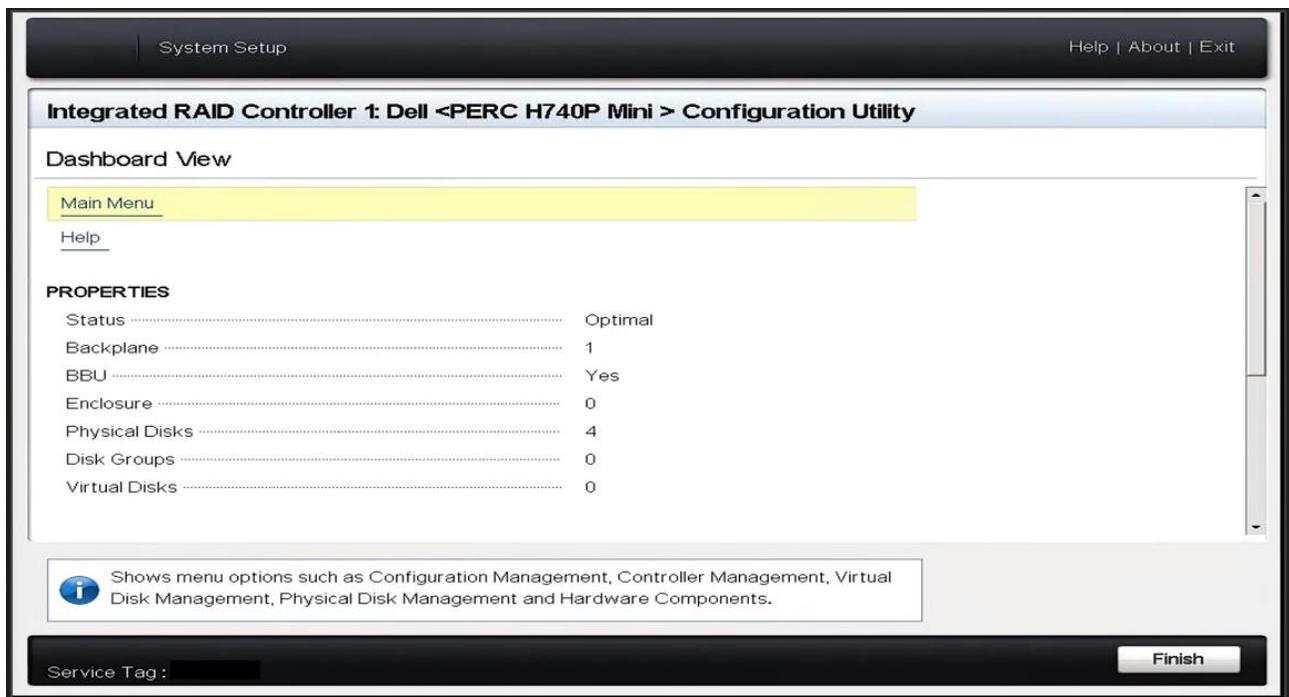 System Setup
Help | About | Exit
Integrated RAID Controller 1: Dell <PERC H740P Mini > Configuration Utility
Dashboard View
Main Menu
Help
PROPERTIES
Status Optimal
Backplane 1
BBU Yes
Enclosure 0
Physical Disks 4
Disk Groups 0
Virtual Disks 0
Shows menu options such as Configuration Management, Controller Management, Virtual
Disk Management, Physical Disk Management and Hardware Components.
Service Tag :
Finish